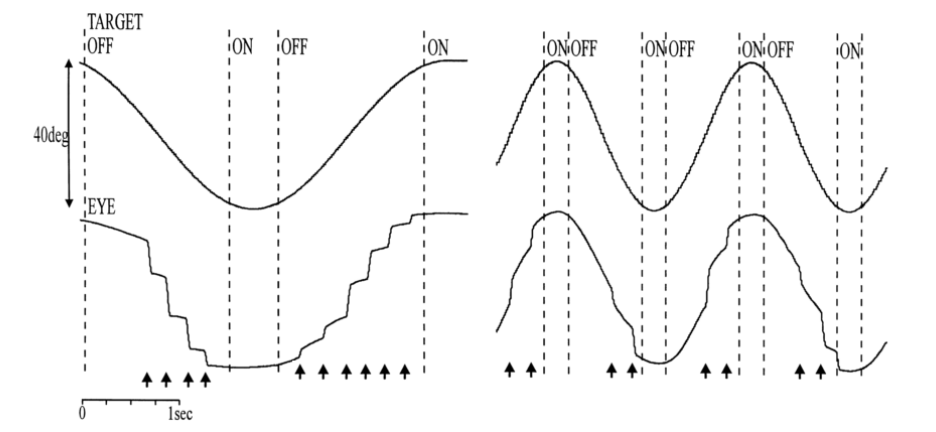 TARGET
OFF ON OFF ON ON OFF ON OFF ON OFF ON
40deg
EYE
0 1sec